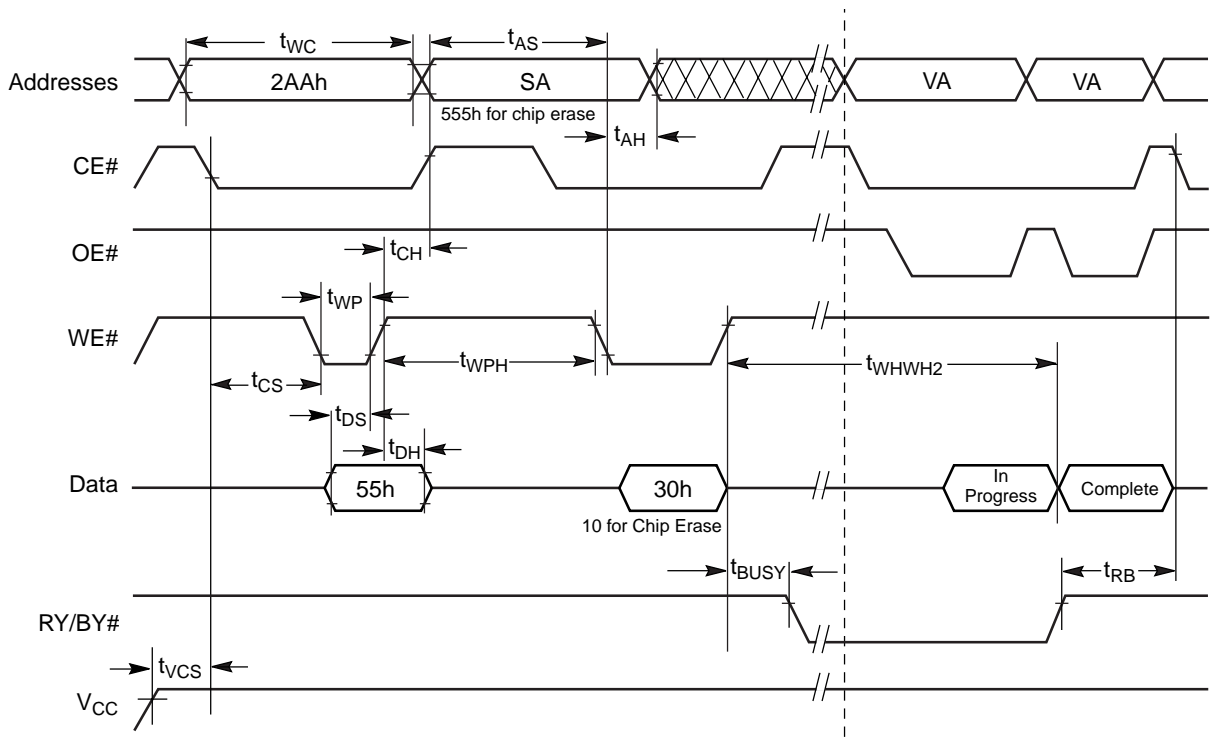 tWC
tAS
Addresses
2AAh
SA
VA
VA
555h for chip erase
tAH
CE#
OE#
tCH
tWP
WE#
tWPH
tWHWH2
tCS
tDS
tDH
Data
55h
30h
In
Progress
Complete
10 for Chip Erase
tBUSY
tRB
RY/BY#
tVCS
VCC